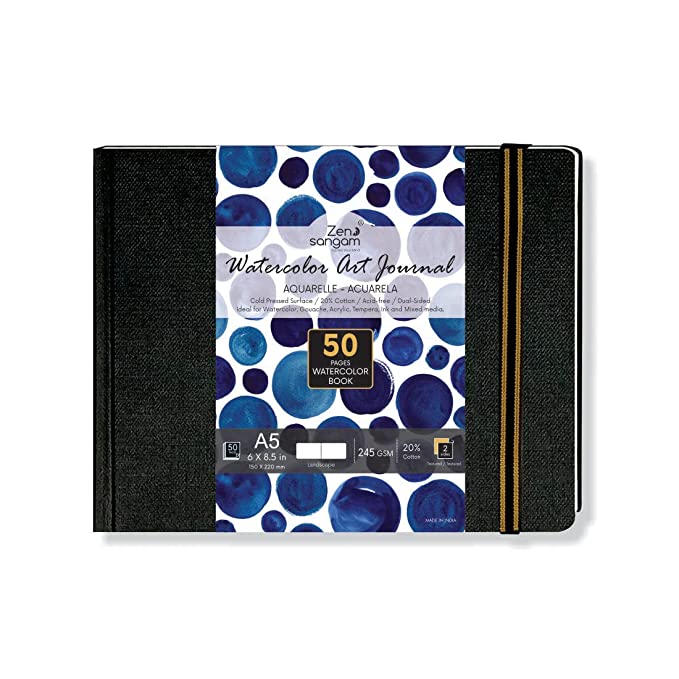 Zen
sangam
®
Watercolor Art Journal
AQUARELLE - ACUARELA
Cold Pressed Surface / 20% Cotton / Acid-free / Dual-Sided
Ideal for Watercolor, Gouache, Acrylic, Tempera, Ink and Mixed media.
50
PAGES
WATERCOLOR
BOOK
50
A5
6 X 8.5 in
150 X 220 mm
Landscape
245 GSM
20%
Cotton
2
Textured / Textured
MADE IN INDIA